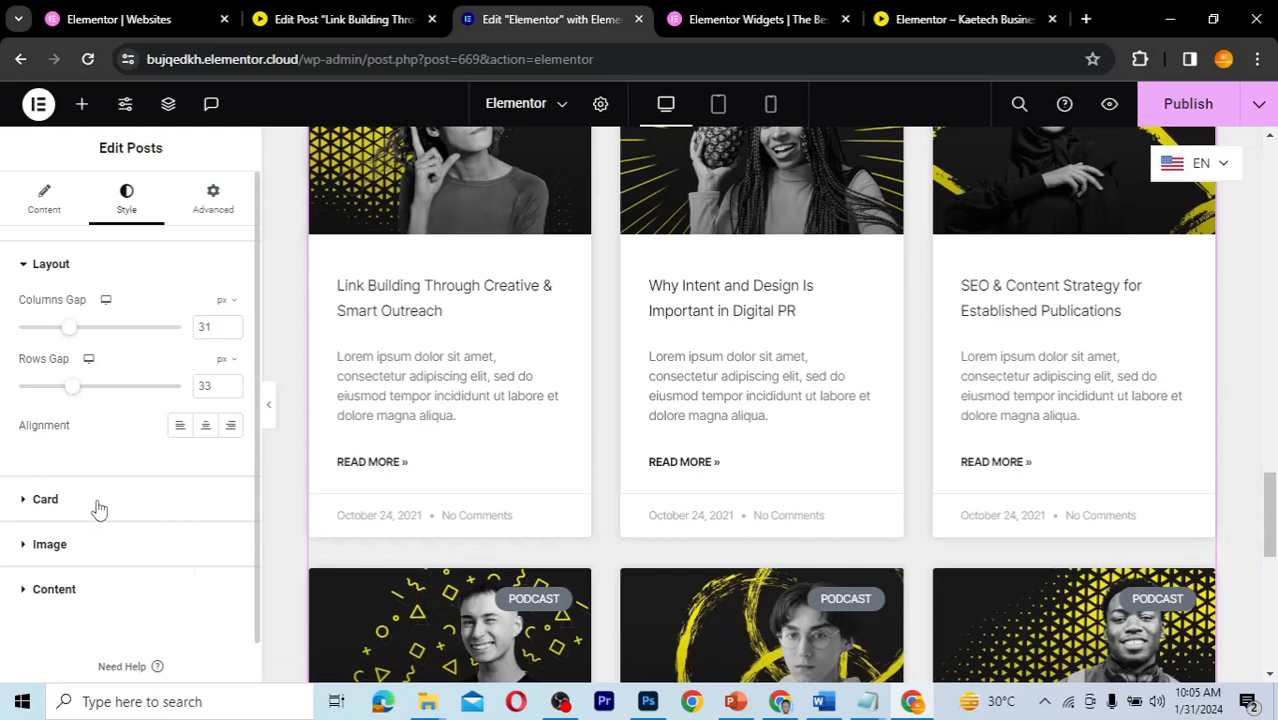 Elementor | Websites
Edit Post "Link Building Thro
Edit "Elementor" with Eleme
Elementor Widgets | The Bes
Elementor – Kaetech Busine
bujqedkh.elementor.cloud/wp-admin/post.php?post=669&action=elementor
Elementor
Publish
Edit Posts
EN
Content
Style
Advanced
Layout
Columns Gap
px
31
Rows Gap
px
33
Alignment
Card
Image
Content
Need Help
Link Building Through Creative &
Smart Outreach
Lorem ipsum dolor sit amet,
consectetur adipiscing elit, sed do
eiusmod tempor incididunt ut labore et
dolore magna aliqua.
READ MORE »
October 24, 2021 • No Comments
Why Intent and Design Is
Important in Digital PR
Lorem ipsum dolor sit amet,
consectetur adipiscing elit, sed do
eiusmod tempor incididunt ut labore et
dolore magna aliqua.
READ MORE »
October 24, 2021 • No Comments
SEO & Content Strategy for
Established Publications
Lorem ipsum dolor sit amet,
consectetur adipiscing elit, sed do
eiusmod tempor incididunt ut labore et
dolore magna aliqua.
READ MORE »
October 24, 2021 • No Comments
PODCAST
PODCAST
PODCAST
Type here to search
Pr
Ps
30°C
10:05 AM
1/31/2024
2